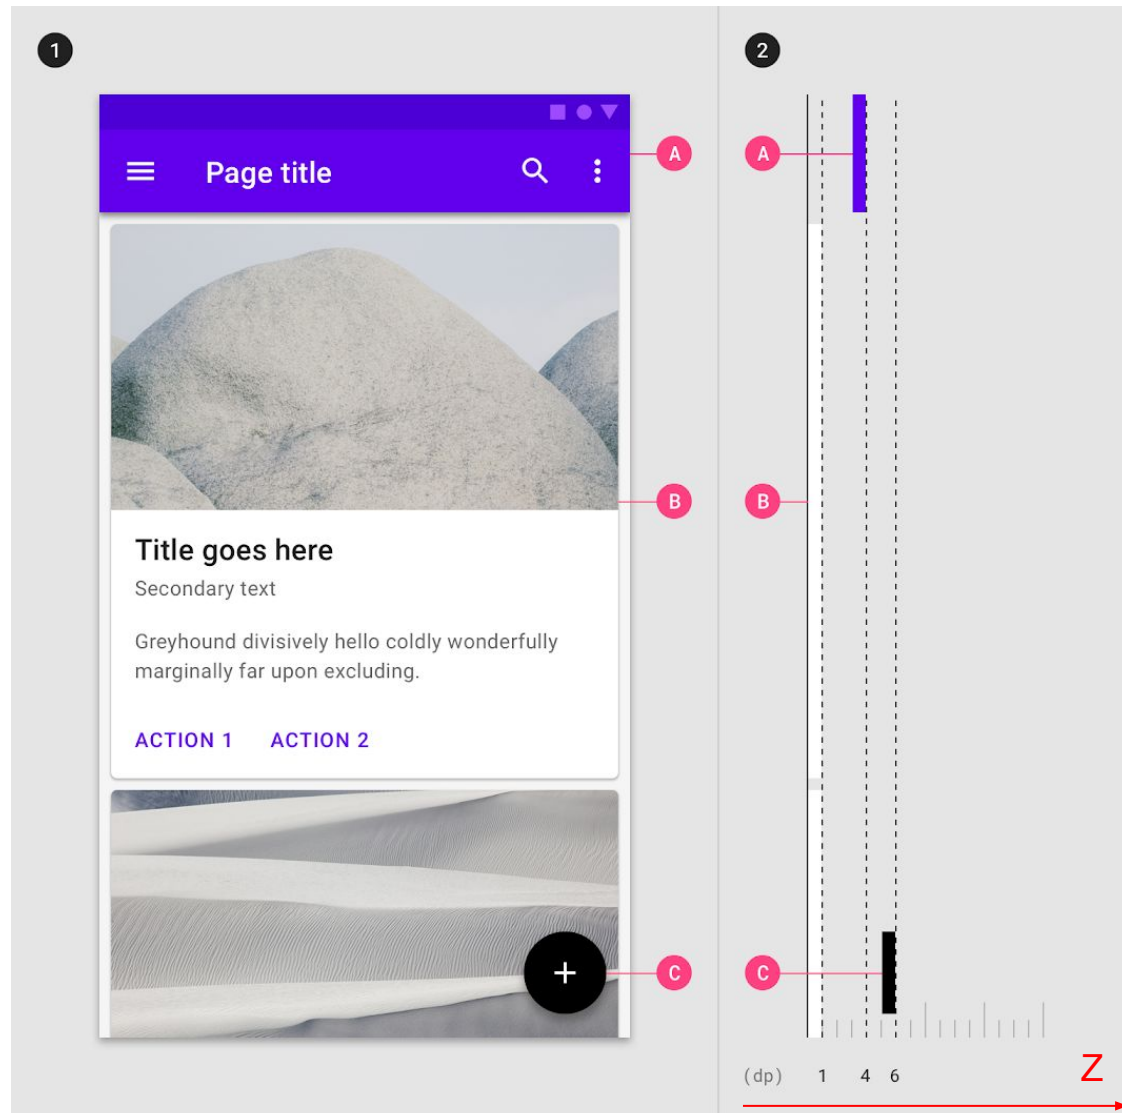 1
2
A
A
Page title
B
B
Title goes here
Secondary text
Greyhound divisively hello coldly wonderfully
marginally far upon excluding.
ACTION 1 ACTION 2
+
C
C
(dp) 1 4 6
Z